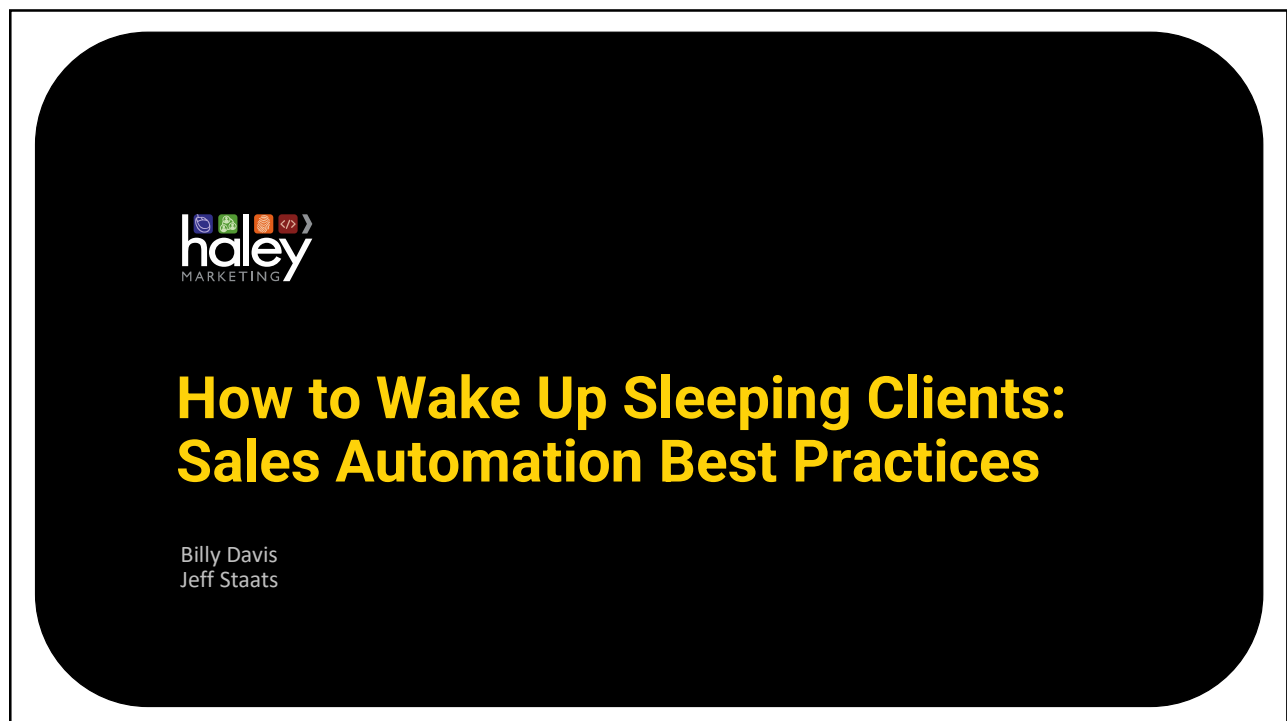 haley
MARKETING
How to Wake Up Sleeping Clients:
Sales Automation Best Practices
Billy Davis
Jeff Staats